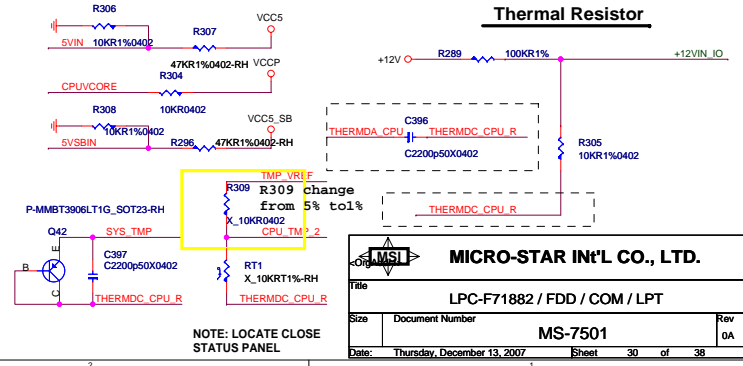 Thermal Resistor
R306
5VIN
10KR1%0402
R307
VCC5
47KR1%0402-RH
VCCP
R304
CPUVCORE
10KR0402
R308
10KR1%0402
VCC5_SB
5VSBIN
R296
47KR1%0402-RH
+12V
R289
100KR1%
+12VIN_IO
C396
THERMDA_CPU
THERMDC_CPU_R
C2200p50X0402
R305
10KR1%0402
THERMDC_CPU_R
TMP_VREF
R309
R309 change
from 5% to1%
X_10KR0402
P-MMBT3906LT1G_SOT23-RH
Q42
SYS_TMP
CPU_TMP_2
E
B
C
C397
C2200p50X0402
THERMDC_CPU_R
RT1
X_10KRT1%-RH
THERMDC_CPU_R
NOTE: LOCATE CLOSE
STATUS PANEL
MSI
MICRO-STAR INt'L CO., LTD.
Title
LPC-F71882 / FDD / COM / LPT
Size
Document Number
Rev
MS-7501
0A
Date:
Thursday, December 13, 2007
Sheet
30
of
38
2
1